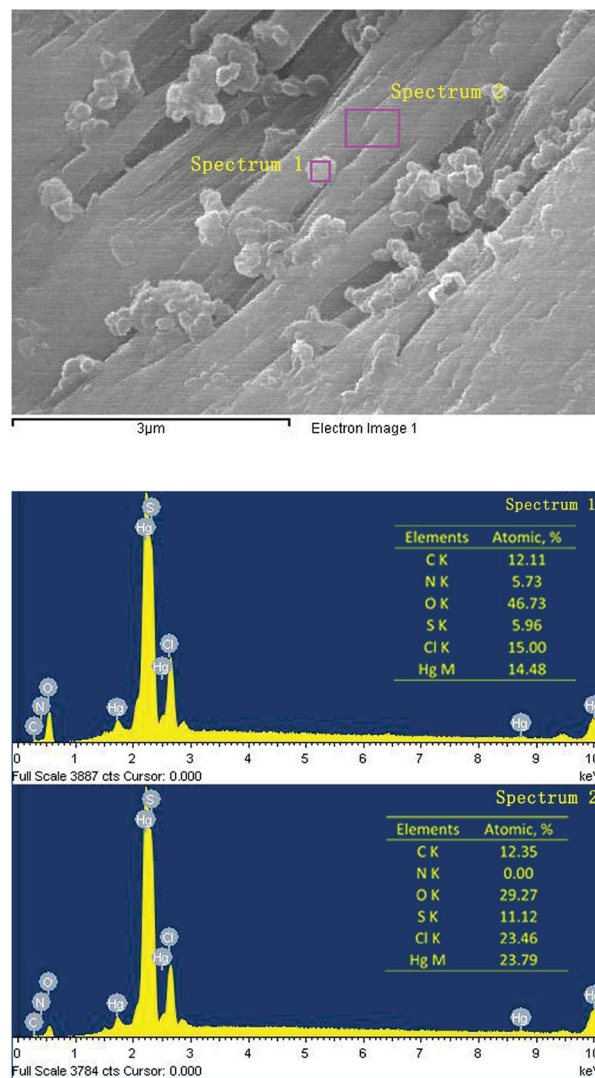 Spectrum 2
Spectrum 1
3μm Electron Image 1
Spectrum 1
S
Hg
Elements Atomic, %
C K 12.11
N K 5.73
O K 46.73
S K 5.96
Cl K 15.00
Hg M 14.48
Cl
Hg
O
N
C
Hg
Hg
0 1 2 3 4 5 6 7 8 9 10
Full Scale 3887 cts Cursor: 0.000 keV
Spectrum 2
S
Hg
Elements Atomic, %
C K 12.35
N K 0.00
O K 29.27
S K 11.12
Cl K 23.46
Hg M 23.79
Cl
Hg
O
N
C
Hg
Hg
0 1 2 3 4 5 6 7 8 9 10
Full Scale 3784 cts Cursor: 0.000 keV